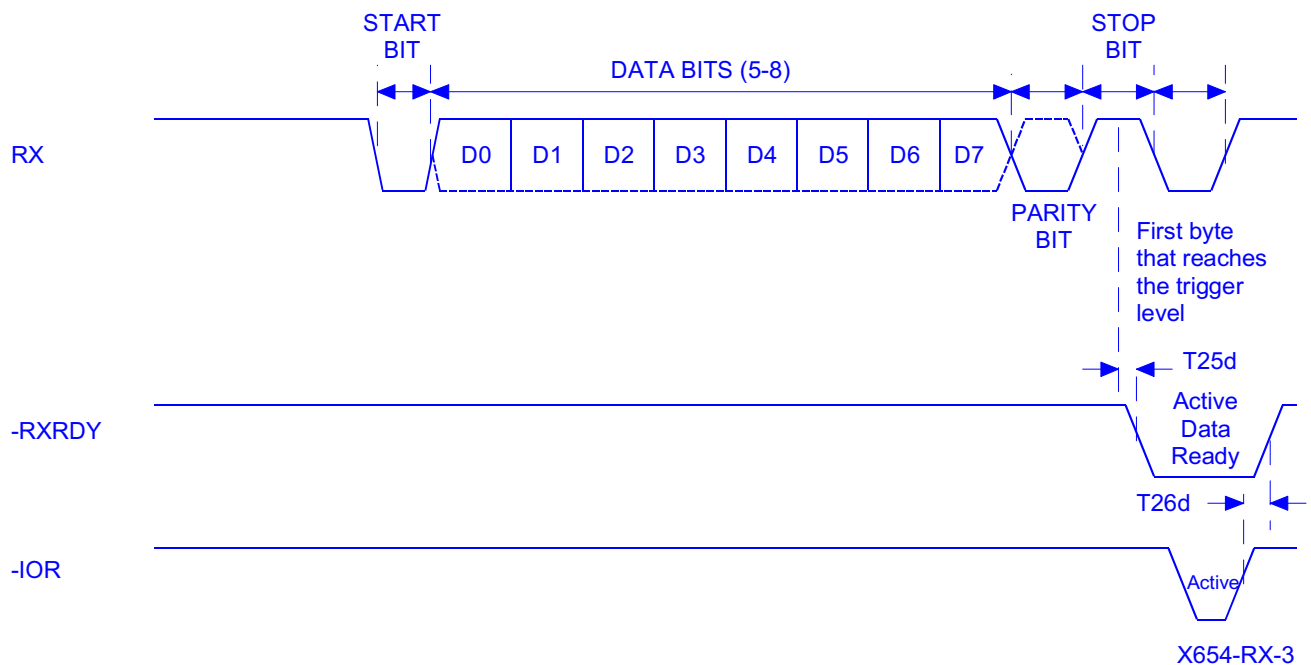 START
BIT
STOP
BIT
DATA BITS (5-8)
RX
D0 D1 D2 D3 D4 D5 D6 D7
PARITY
BIT
First byte
that reaches
the trigger
level
T25d
-RXRDY
Active
Data
Ready
T26d
-IOR
Active
X654-RX-3